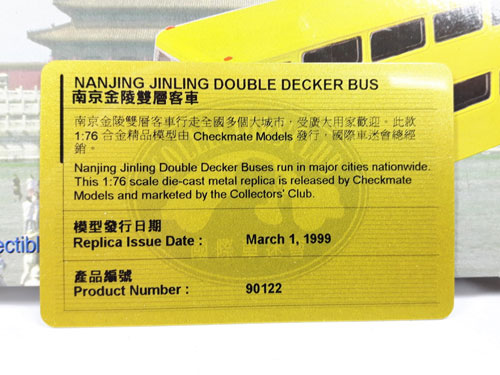 NANJING JINLING DOUBLE DECKER BUS
南京金陵雙層客車
南京金陵雙層客車行走全國多個大城市，受廣大用家歡迎。此款
1:76 合金精品模型由 Checkmate Models 發行，國際車迷會總經
銷。
Nanjing Jinling Double Decker Buses run in major cities nationwide.
This 1:76 scale die-cast metal replica is released by Checkmate
Models and marketed by the Collectors' Club.
模型發行日期
Replica Issue Date : March 1, 1999
產品編號
Product Number : 90122